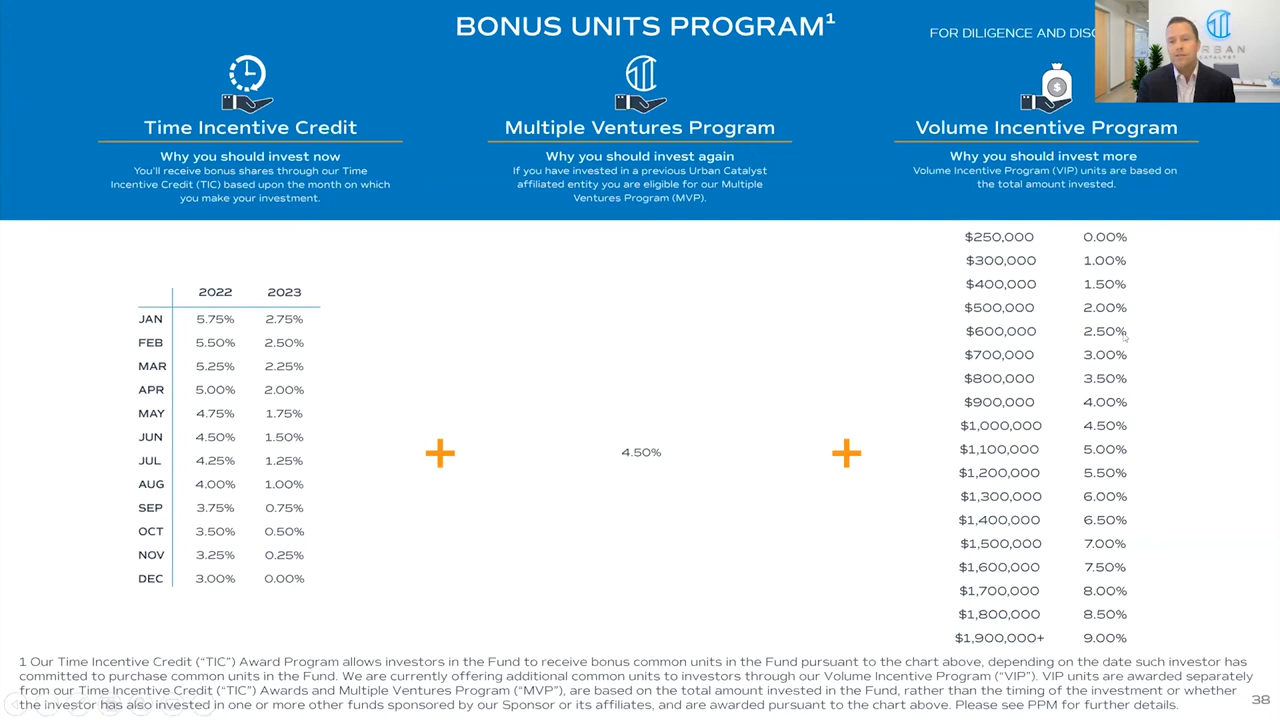 BONUS UNITS PROGRAM1
FOR DILIGENCE AND
Time Incentive Credit
Why you should invest now
You'll receive bonus shares through our Time
Incentive Credit (TIC) based upon the month on which
you make your investment.
Multiple Ventures Program
Why you should invest again
If you have invested in a previous Urban Catalyst
affiliated entity you are eligible for our Multiple
Ventures Program (MVP).
Volume Incentive Program
Why you should invest more
Volume Incentive Program (VIP) units are based on
the total amount invested.
2022 2023
JAN 5.75% 2.75%
FEB 5.50% 2.50%
MAR 5.25% 2.25%
APR 5.00% 2.00%
MAY 4.75% 1.75%
JUN 4.50% 1.50%
JUL 4.25% 1.25%
AUG 4.00% 1.00%
SEP 3.75% 0.75%
OCT 3.50% 0.50%
NOV 3.25% 0.25%
DEC 3.00% 0.00%
+
4.50%
+
$250,000 0.00%
$300,000 1.00%
$400,000 1.50%
$500,000 2.00%
$600,000 2.50%
$700,000 3.00%
$800,000 3.50%
$900,000 4.00%
$1,000,000 4.50%
$1,100,000 5.00%
$1,200,000 5.50%
$1,300,000 6.00%
$1,400,000 6.50%
$1,500,000 7.00%
$1,600,000 7.50%
$1,700,000 8.00%
$1,800,000 8.50%
$1,900,000+ 9.00%
1 Our Time Incentive Credit ("TIC") Award Program allows investors in the Fund to receive bonus common units in the Fund pursuant to the chart above, depending on the date such investor has
committed to purchase common units in the Fund. We are currently offering additional common units to investors through our Volume Incentive Program ("VIP"). VIP units are awarded separately
from our Time Incentive Credit ("TIC") Awards and Multiple Ventures Program ("MVP"), are based on the total amount invested in the Fund, rather than the timing of the investment or whether
the investor has also invested in one or more other funds sponsored by our Sponsor or its affiliates, and are awarded pursuant to the chart above. Please see PPM for further details.
38